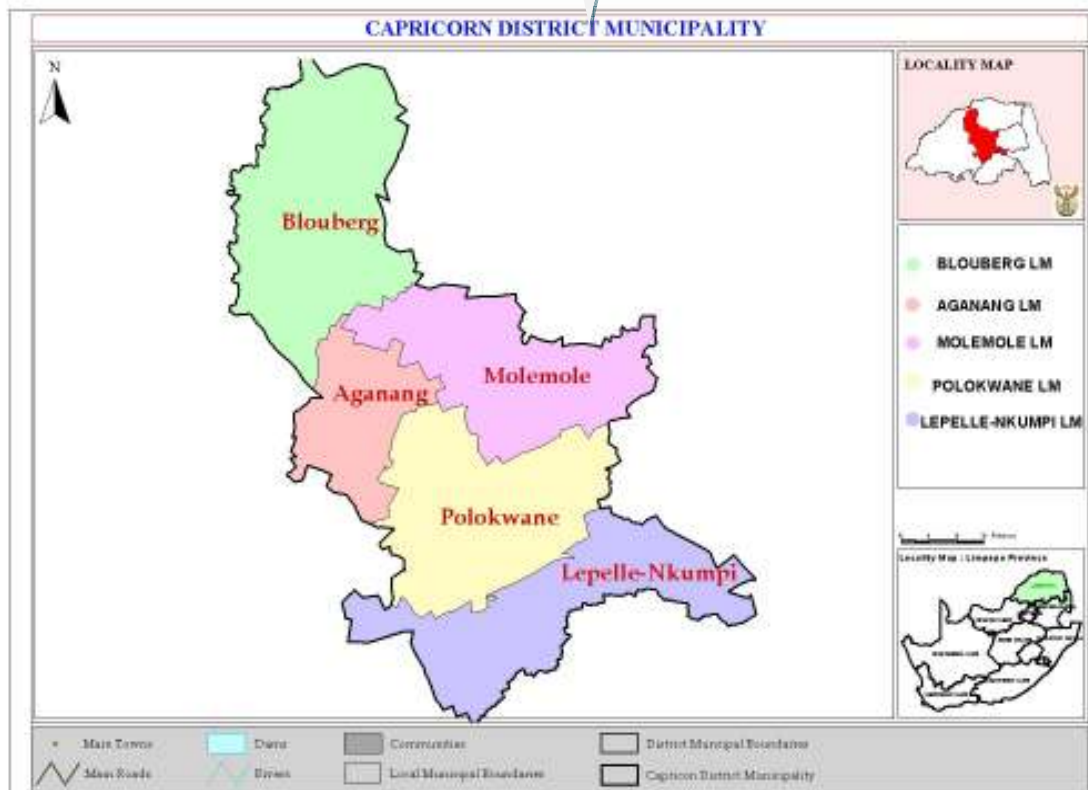 CAPRICORN DISTRICT MUNICIPALITY
N
LOCALITY MAP
Blouberg
Molemole
Aganang
Polokwane
Lepelle-Nkumpi
BLOUBERG LM
AGANANG LM
MOLEMOLE LM
POLOKWANE LM
LEPELLE-NKUMPI LM
Locality Map : Limpopo Province
Main Towns
Dams
Communities
District Municipal Boundaries
Main Roads
Rivers
Local Municipal Boundaries
Capricon District Municipality